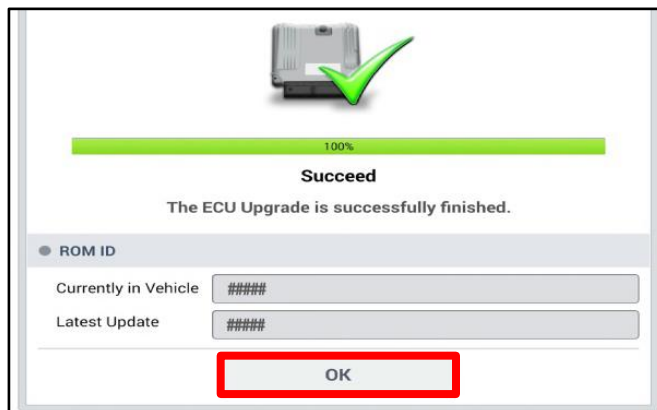 100%
Succeed
The ECU Upgrade is successfully finished.
ROM ID
Currently in Vehicle #####
Latest Update #####
OK